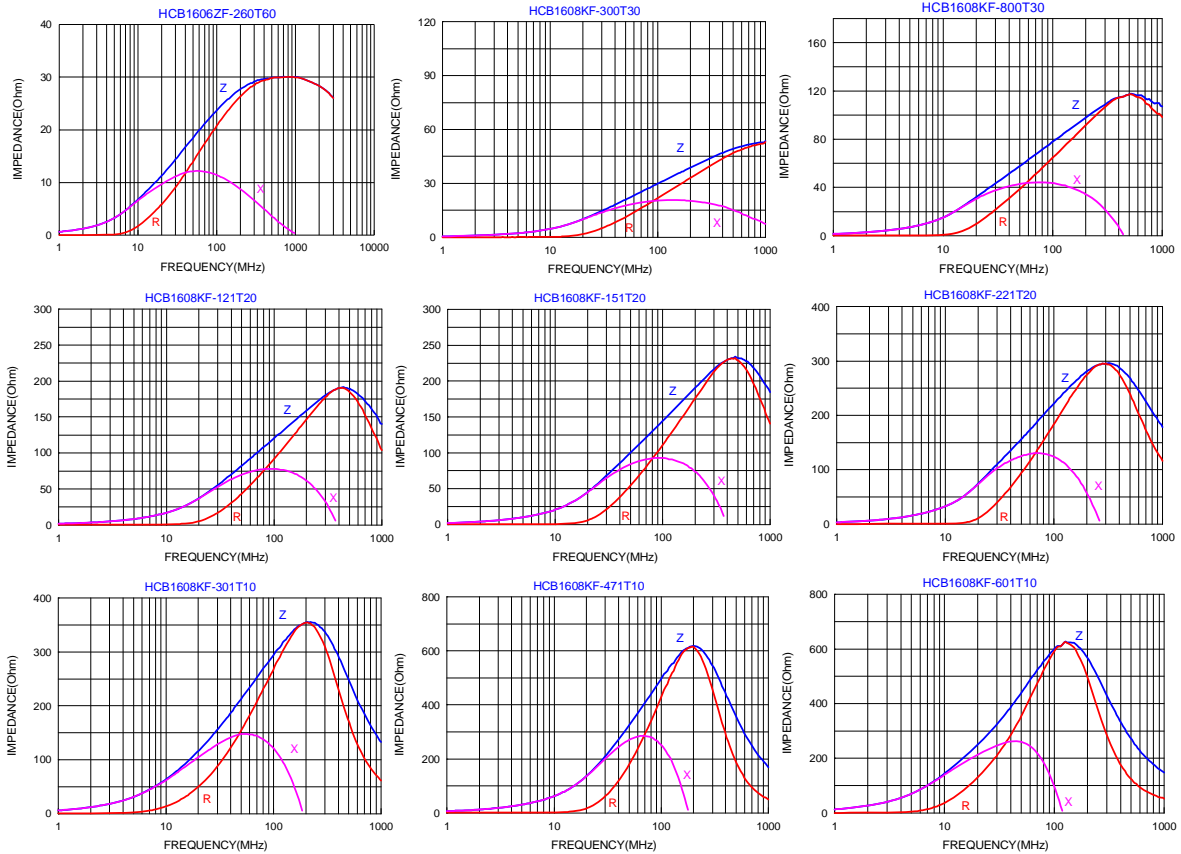 HCB1606ZF-260T60
IMPEDANCE(Ohm)
40
30
20
10
0
Z
X
R
1 10 100 1000 10000
FREQUENCY(MHz)
HCB1608KF-300T30
IMPEDANCE(Ohm)
120
90
60
30
0
Z
R
X
1 10 100 1000
FREQUENCY(MHz)
HCB1608KF-800T30
IMPEDANCE(Ohm)
160
120
80
40
0
Z
X
R
1 10 100 1000
FREQUENCY(MHz)
HCB1608KF-121T20
IMPEDANCE(Ohm)
300
250
200
150
100
50
0
Z
X
R
1 10 100 1000
FREQUENCY(MHz)
HCB1608KF-151T20
IMPEDANCE(Ohm)
300
250
200
150
100
50
0
Z
X
R
1 10 100 1000
FREQUENCY(MHz)
HCB1608KF-221T20
IMPEDANCE(Ohm)
400
300
200
100
0
Z
X
R
1 10 100 1000
FREQUENCY(MHz)
HCB1608KF-301T10
IMPEDANCE(Ohm)
400
350
300
250
200
150
100
50
0
Z
X
R
1 10 100 1000
FREQUENCY(MHz)
HCB1608KF-471T10
IMPEDANCE(Ohm)
800
600
400
200
0
Z
X
R
1 10 100 1000
FREQUENCY(MHz)
HCB1608KF-601T10
IMPEDANCE(Ohm)
800
600
400
200
0
Z
R
X
1 10 100 1000
FREQUENCY(MHz)